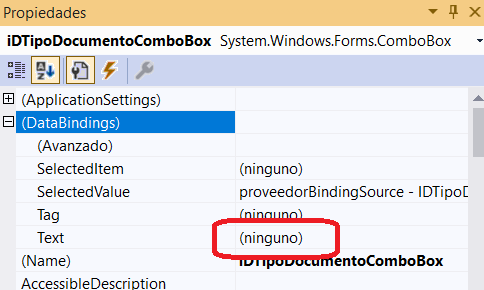 Propiedades
iDTipoDocumentoComboBox System.Windows.Forms.ComboBox
(ApplicationSettings)
(DataBindings)
(Avanzado)
SelectedItem (ninguno)
SelectedValue proveedorBindingSource - IDTipoD
Tag (ninguno)
Text (ninguno)
(Name) iDTipoDocumentoComboBox
AccessibleDescription